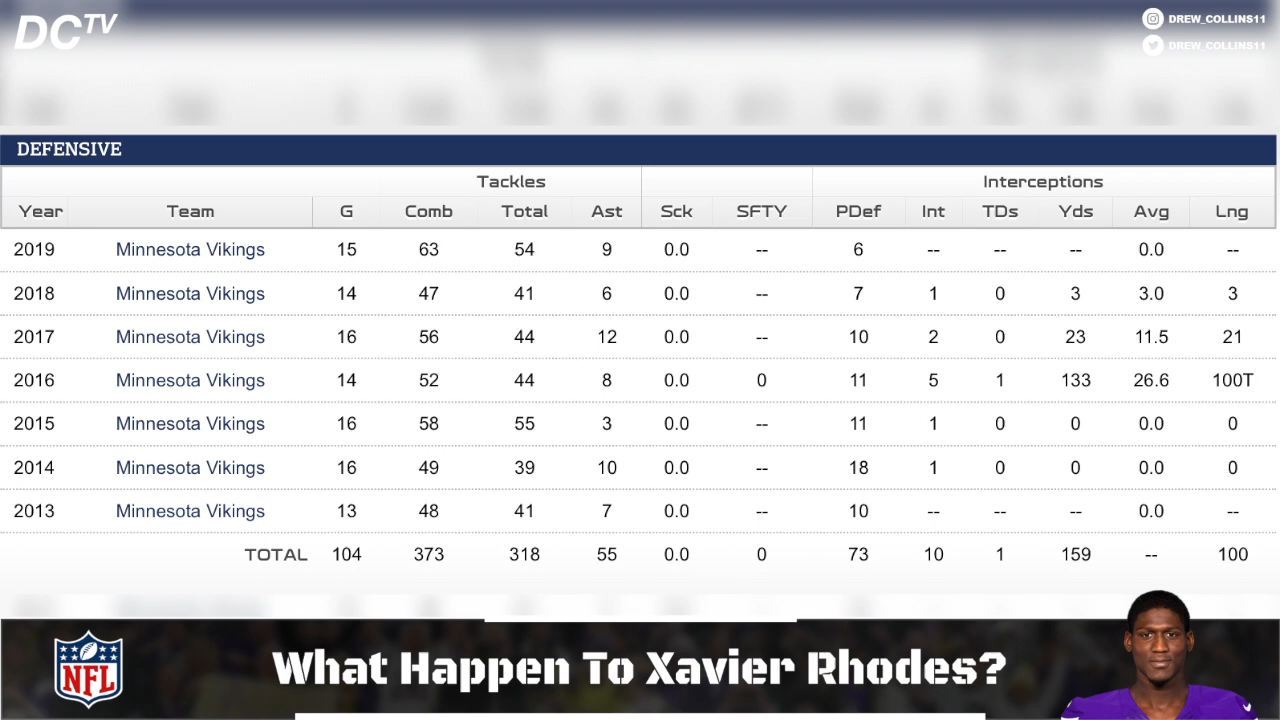 DCTV
DREW_COLLINS11
DREW_COLLINS11
DEFENSIVE
Tackles Interceptions
Year Team G Comb Total Ast Sck SFTY PDef Int TDs Yds Avg Lng
2019 Minnesota Vikings 15 63 54 9 0.0 -- 6 -- -- -- 0.0 --
2018 Minnesota Vikings 14 47 41 6 0.0 -- 7 1 0 3 3.0 3
2017 Minnesota Vikings 16 56 44 12 0.0 -- 10 2 0 23 11.5 21
2016 Minnesota Vikings 14 52 44 8 0.0 0 11 5 1 133 26.6 100T
2015 Minnesota Vikings 16 58 55 3 0.0 -- 11 1 0 0 0.0 0
2014 Minnesota Vikings 16 49 39 10 0.0 -- 18 1 0 0 0.0 0
2013 Minnesota Vikings 13 48 41 7 0.0 -- 10 -- -- -- 0.0 --
TOTAL 104 373 318 55 0.0 0 73 10 1 159 -- 100
NFL
What Happen To Xavier Rhodes?